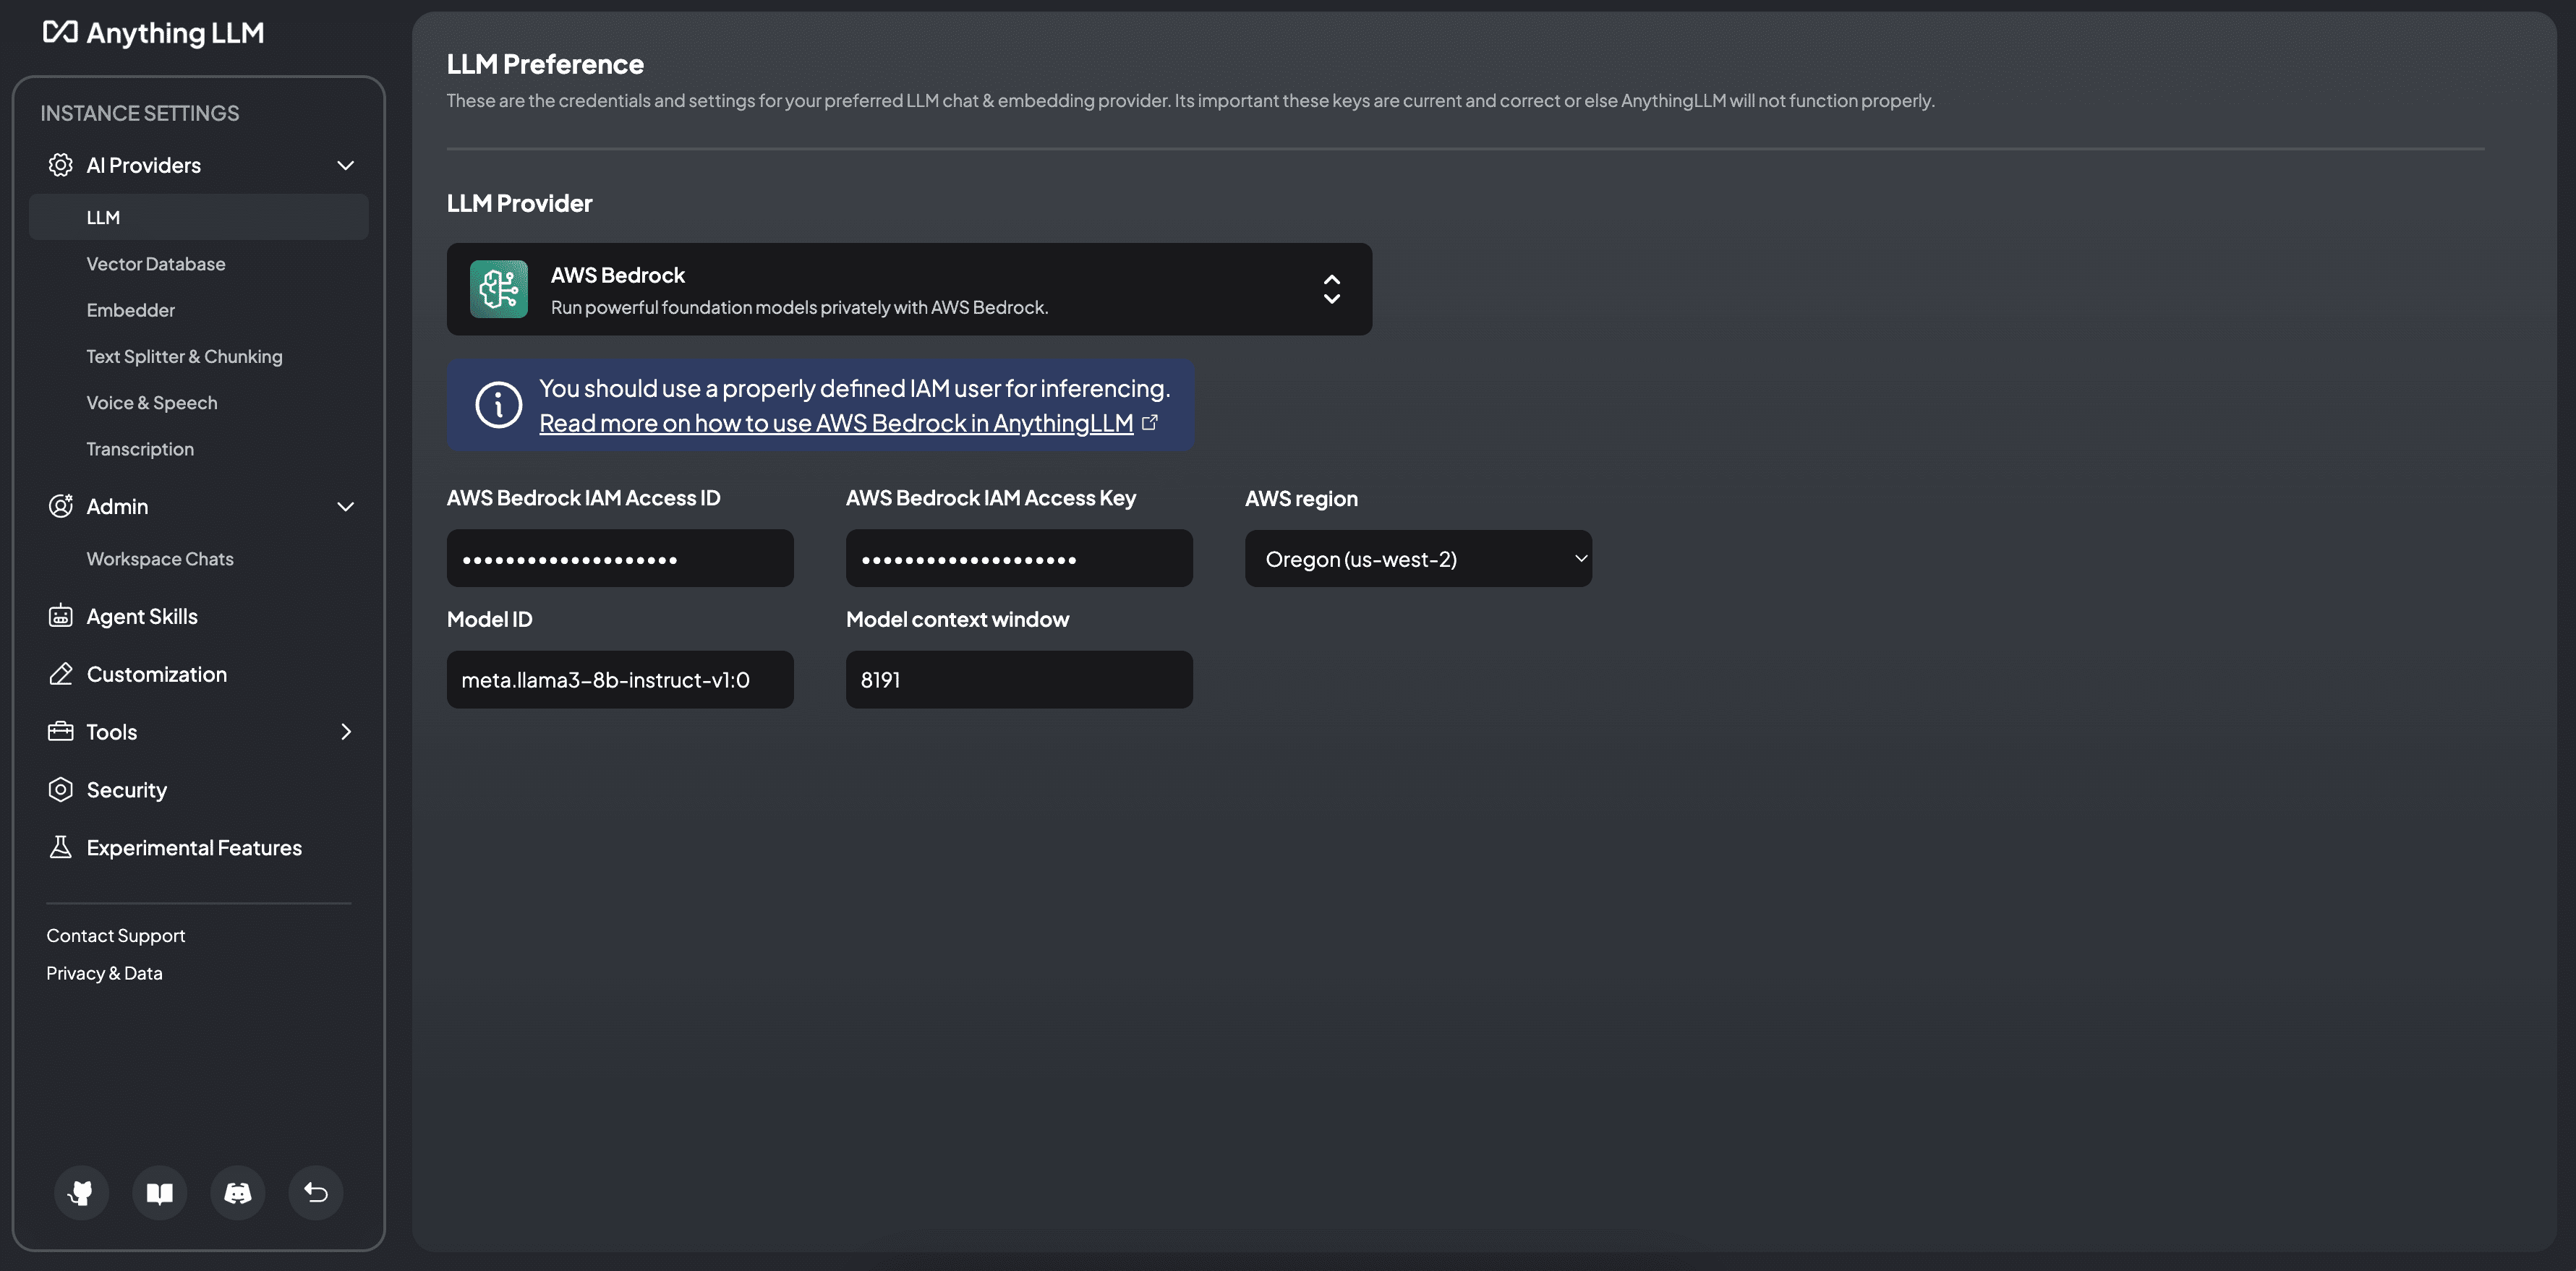 Anything LLM
INSTANCE SETTINGS
AI Providers
LLM
Vector Database
Embedder
Text Splitter & Chunking
Voice & Speech
Transcription
Admin
Workspace Chats
Agent Skills
Customization
Tools
Security
Experimental Features
Contact Support
Privacy & Data
LLM Preference
These are the credentials and settings for your preferred LLM chat & embedding provider. Its important these keys are current and correct or else AnythingLLM will not function properly.
LLM Provider
AWS Bedrock
Run powerful foundation models privately with AWS Bedrock.
You should use a properly defined IAM user for inferencing.
Read more on how to use AWS Bedrock in AnythingLLM
AWS Bedrock IAM Access ID
••••••••••••••••••••
AWS Bedrock IAM Access Key
••••••••••••••••••••
AWS region
Oregon (us-west-2)
Model ID
meta.llama3-8b-instruct-v1:0
Model context window
8191